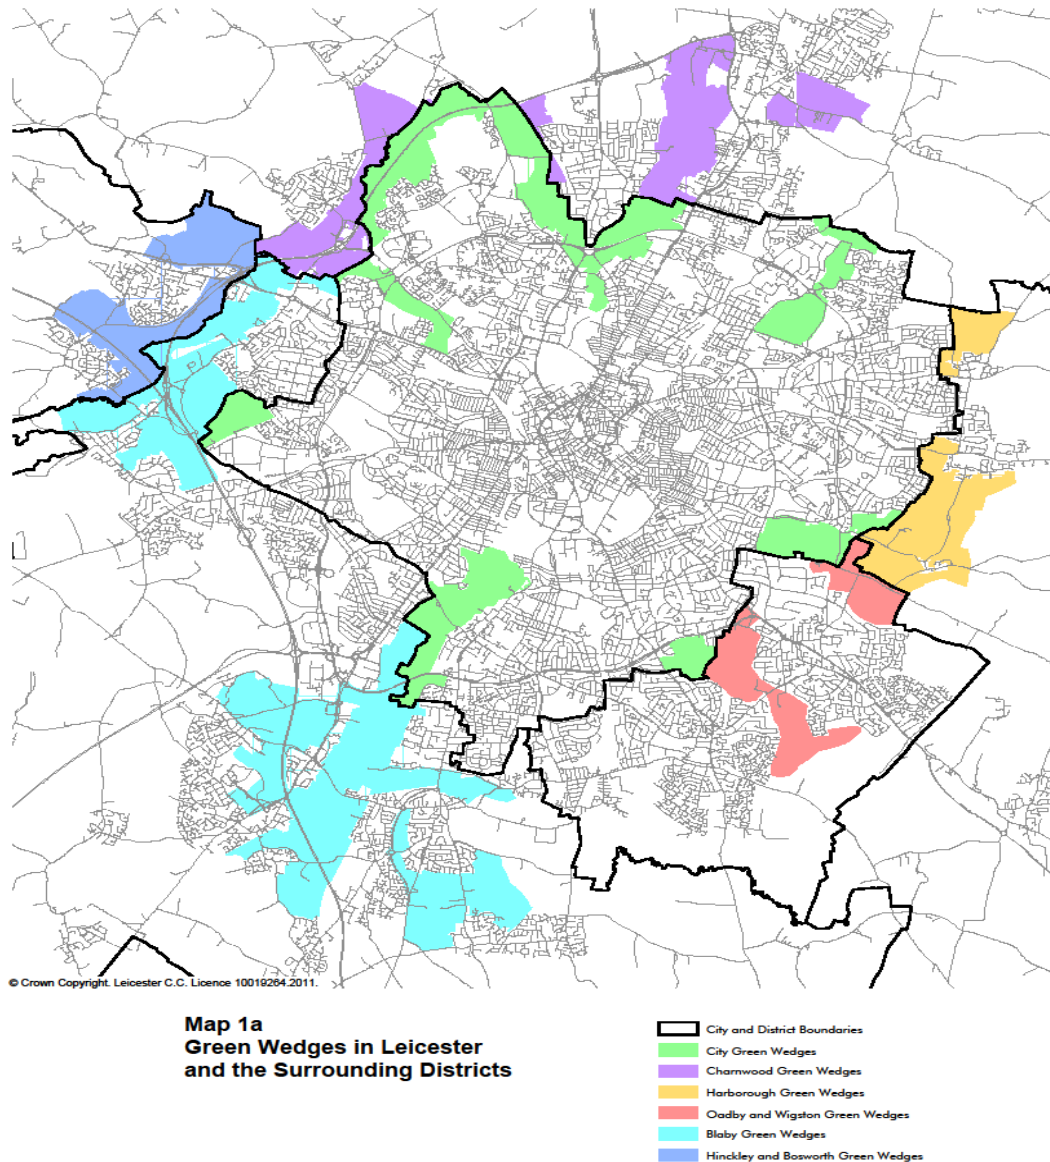 © Crown Copyright. Leicester C.C. Licence 10019264.2011.
Map 1a
Green Wedges in Leicester
and the Surrounding Districts
City and District Boundaries
City Green Wedges
Charnwood Green Wedges
Harborough Green Wedges
Oadby and Wigston Green Wedges
Blaby Green Wedges
Hinckley and Bosworth Green Wedges